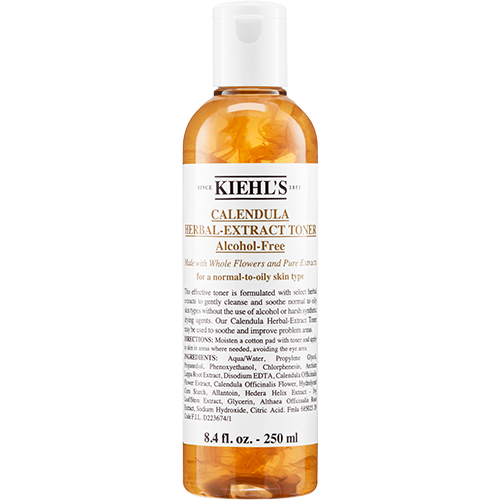 SINCE KIEHL'S 1851
CALENDULA
HERBAL-EXTRACT TONER
Alcohol-Free
Made with Whole Flowers and Pure Extracts
for a normal-to-oily skin type
This effective toner is formulated with select herbal
extracts to gently cleanse and soothe normal to oily
skin types without the use of alcohol or harsh synthetic
drying agents. Our Calendula Herbal-Extract Toner
may be used to soothe and improve problem areas.
DIRECTIONS: Moisten a cotton pad with toner and apply
to skin in areas where needed, avoiding the eye area.
INGREDIENTS: Aqua/Water, Propylene Glycol,
Propanediol, Phenoxyethanol, Chlorphenesin, Arctium
Lappa Root Extract, Disodium EDTA, Calendula Officinalis
Flower Extract, Calendula Officinalis Flower, Hydrolyzed
Corn Starch, Allantoin, Hedera Helix Extract - Ivy
Leaf/Stem Extract, Glycerin, Althaea Officinalis Root
Extract, Sodium Hydroxide, Citric Acid. Fmla 685025
Code F.I.L. D223674/1
8.4 fl. oz. - 250 ml